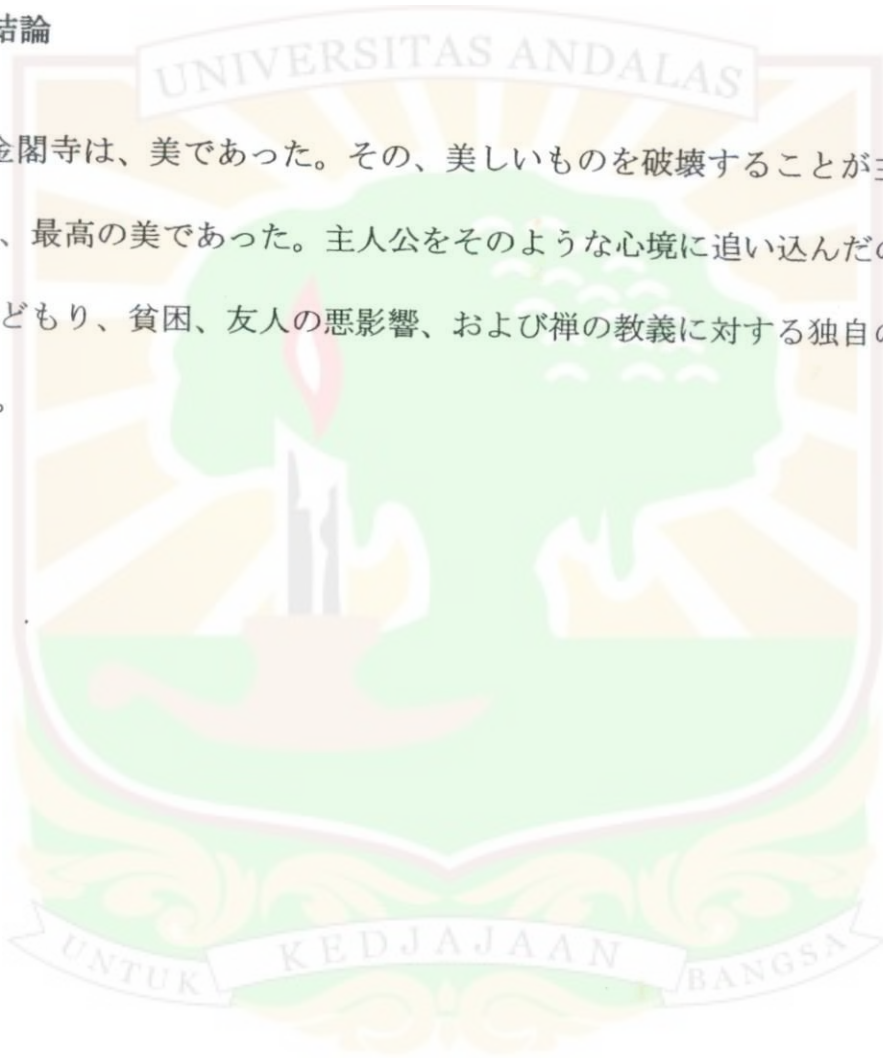 結論
UNIVERSITAS ANDALAS
金閣寺は、美であった。その、美しいものを破壊することが主
、最高の美であった。主人公をそのような心境に追い込んだの
どもり、貧困、友人の悪影響、および禅の教義に対する独自の
。
UNTUK KEDJAJAAN BANGSA